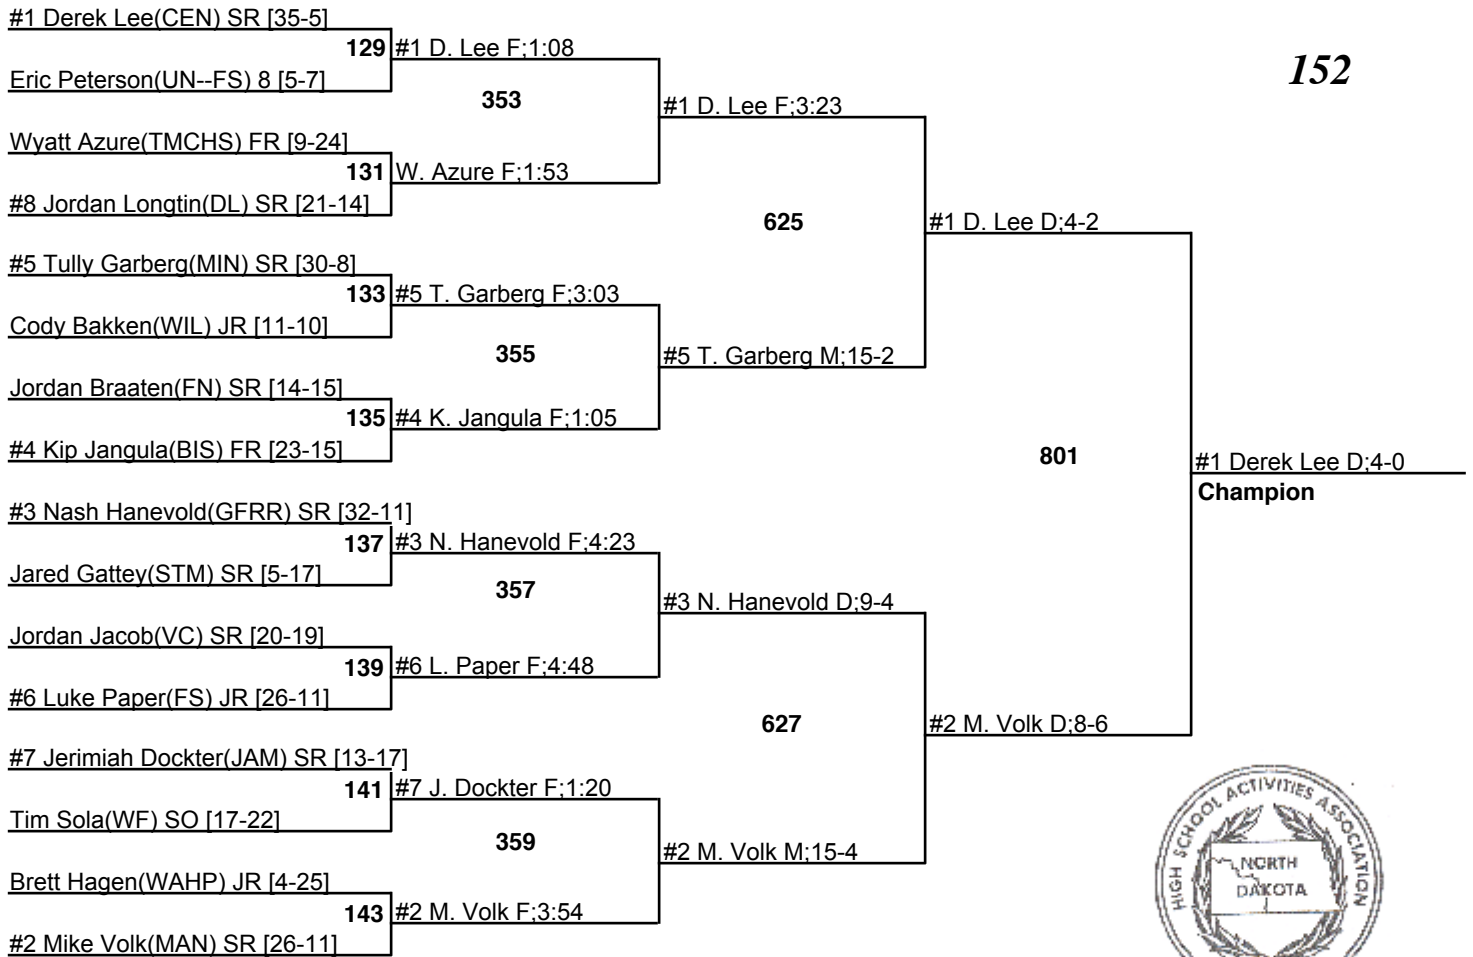 #1 Derek Lee(CEN) SR [35-5]
129
#1 D. Lee F;1:08
Eric Peterson(UN--FS) 8 [5-7]
353
#1 D. Lee F;3:23
152
Wyatt Azure(TMCHS) FR [9-24]
131
W. Azure F;1:53
#8 Jordan Longtin(DL) SR [21-14]
625
#1 D. Lee D;4-2
#5 Tully Garberg(MIN) SR [30-8]
133
#5 T. Garberg F;3:03
Cody Bakken(WIL) JR [11-10]
355
#5 T. Garberg M;15-2
Jordan Braaten(FN) SR [14-15]
135
#4 K. Jangula F;1:05
#4 Kip Jangula(BIS) FR [23-15]
801
#1 Derek Lee D;4-0
Champion
#3 Nash Hanevold(GFRR) SR [32-11]
137
#3 N. Hanevold F;4:23
Jared Gattey(STM) SR [5-17]
357
#3 N. Hanevold D;9-4
Jordan Jacob(VC) SR [20-19]
139
#6 L. Paper F;4:48
#6 Luke Paper(FS) JR [26-11]
627
#2 M. Volk D;8-6
#7 Jerimiah Dockter(JAM) SR [13-17]
141
#7 J. Dockter F;1:20
Tim Sola(WF) SO [17-22]
359
#2 M. Volk M;15-4
Brett Hagen(WAHP) JR [4-25]
143
#2 M. Volk F;3:54
#2 Mike Volk(MAN) SR [26-11]
HIGH SCHOOL ACTIVITIES ASSOCIATION
NORTH
DAKOTA